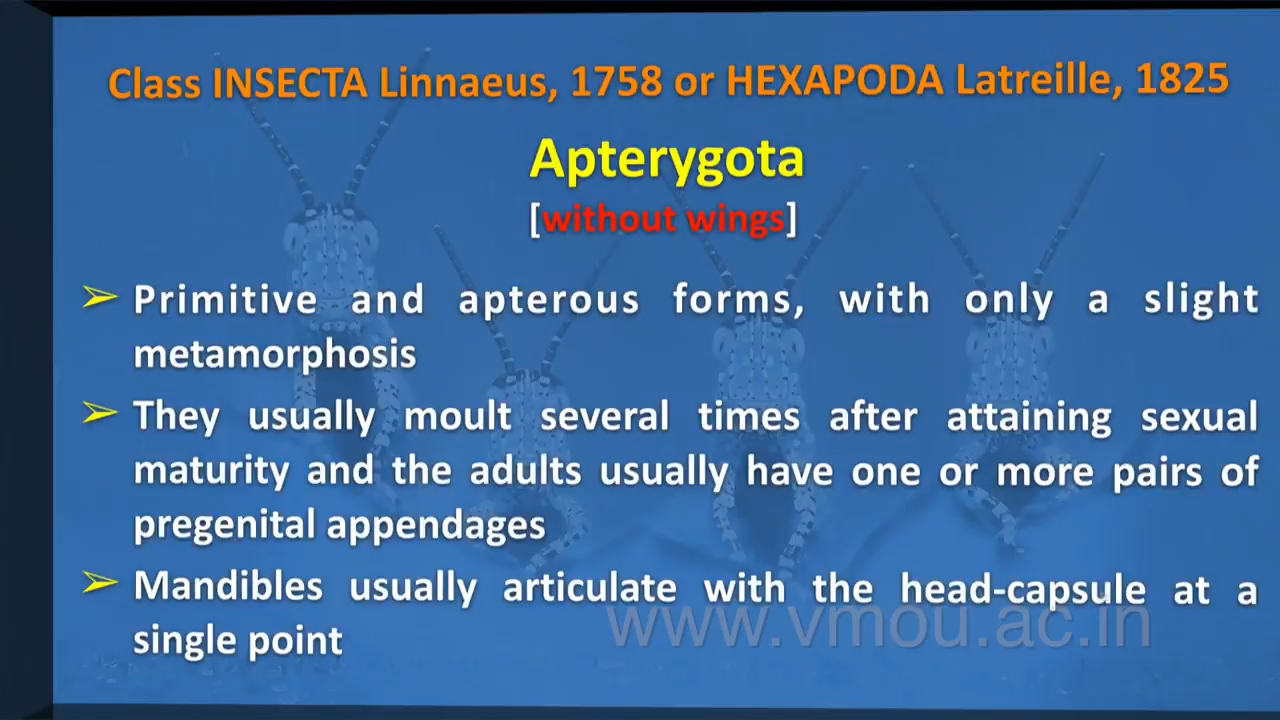 Class INSECTA Linnaeus, 1758 or HEXAPODA Latreille, 1825
Apterygota
[without wings]
➢ Primitive and apterous forms, with only a slight
metamorphosis
➢ They usually moult several times after attaining sexual
maturity and the adults usually have one or more pairs of
pregenital appendages
➢ Mandibles usually articulate with the head-capsule at a
single point
www.vmou.ac.in